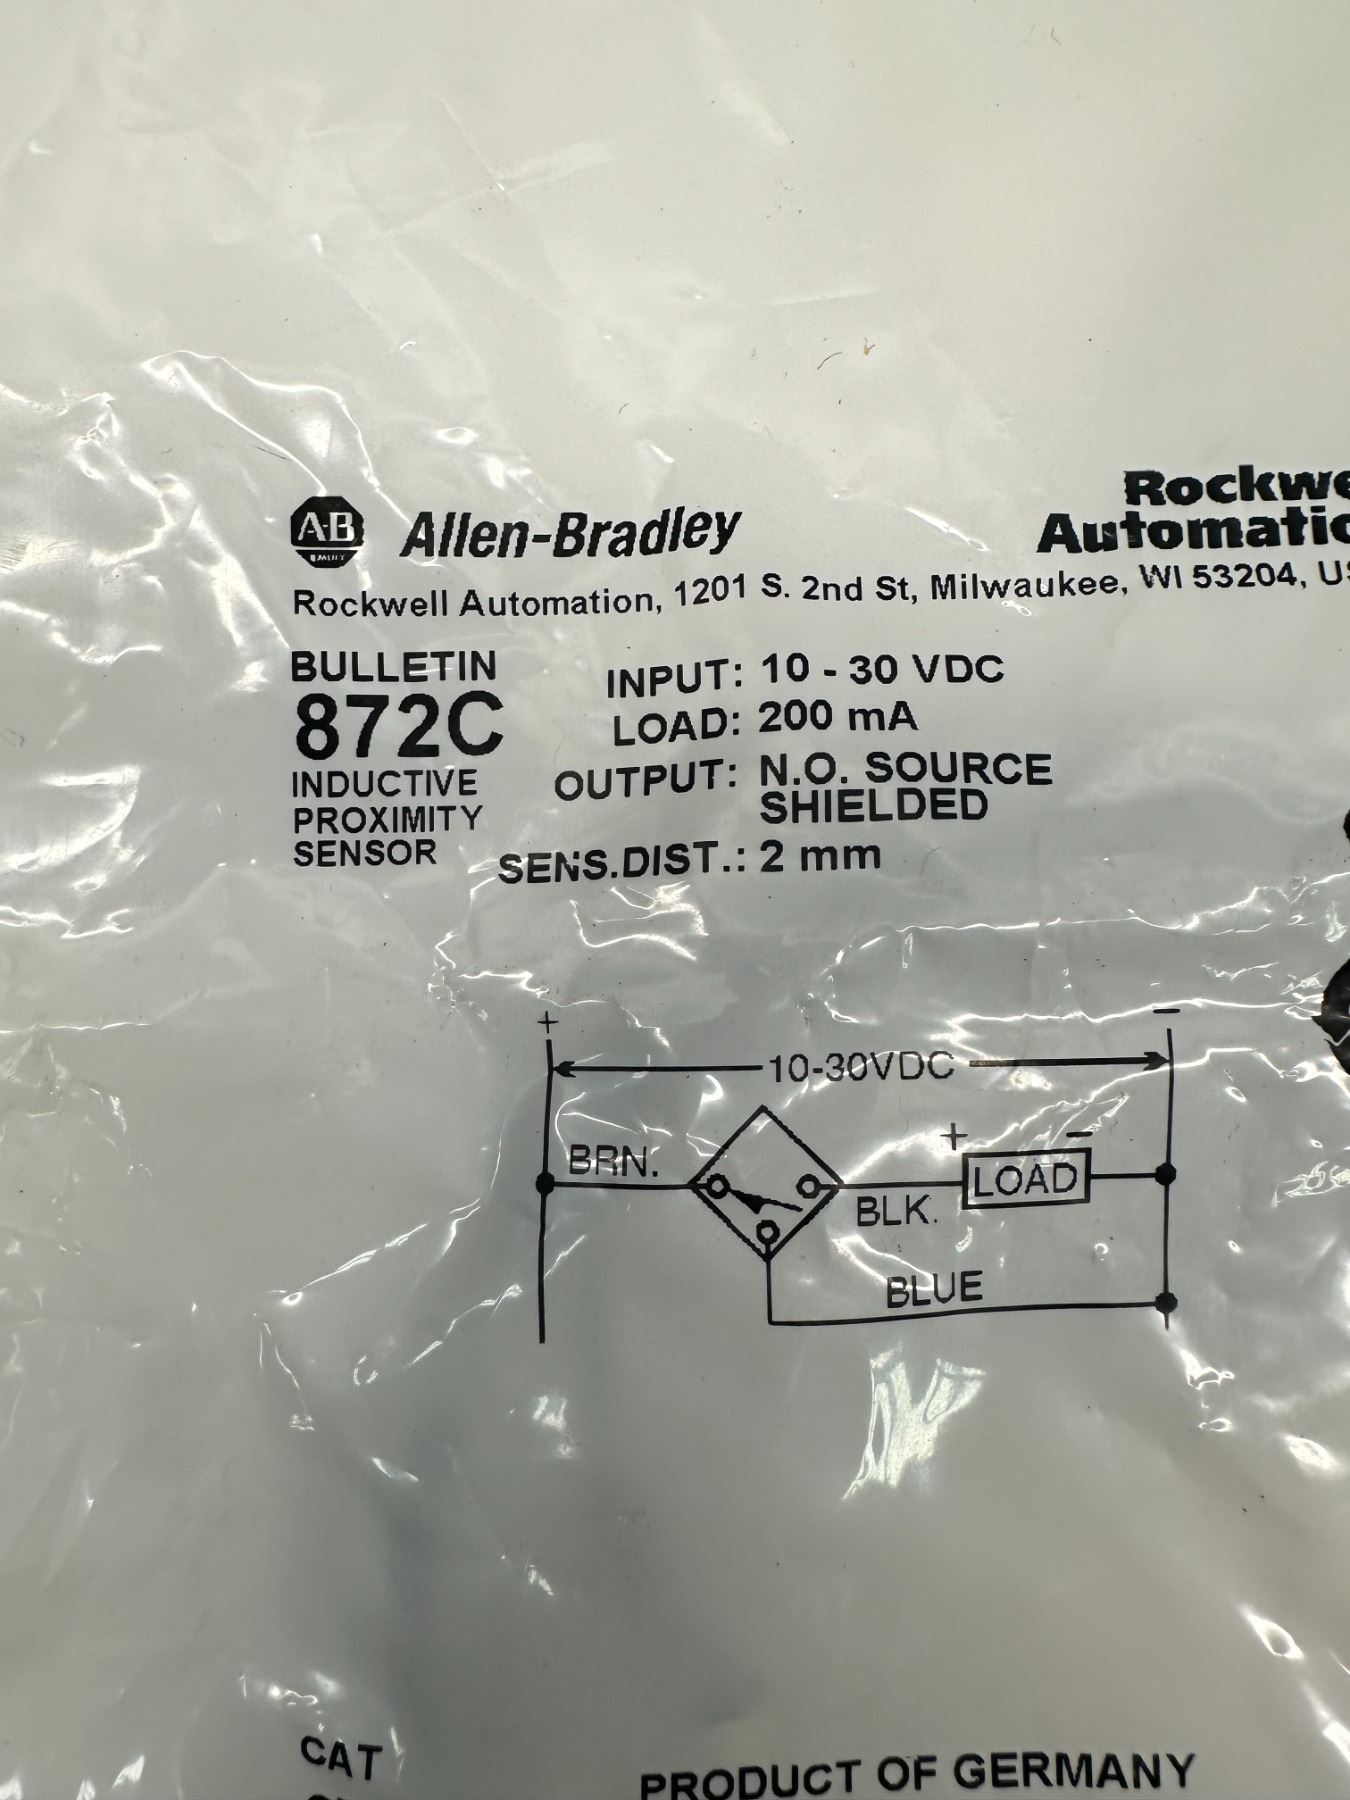 A-B
QUALITY
Allen-Bradley
Rockwe
Automatio
Rockwell Automation, 1201 S. 2nd St, Milwaukee, WI 53204, US
BULLETIN
872C
INDUCTIVE
PROXIMITY
SENSOR
INPUT: 10 - 30 VDC
LOAD: 200 mA
OUTPUT: N.O. SOURCE
SHIELDED
SENS.DIST.: 2 mm
+ −
10-30VDC
BRN.
+ −
LOAD
BLK.
BLUE
CAT
PRODUCT OF GERMANY